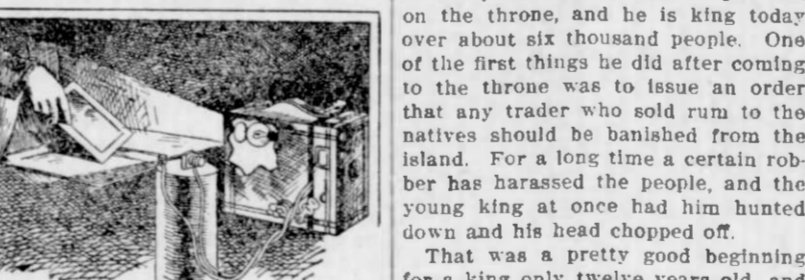 on the throne, and he is king today
over about six thousand people. One
of the first things he did after coming
to the throne was to issue an order
that any trader who sold rum to the
natives should be banished from the
island. For a long time a certain rob-
ber has harassed the people, and the
young king at once had him hunted
down and his head chopped off.
That was a pretty good beginning
for a king only twelve years old, and